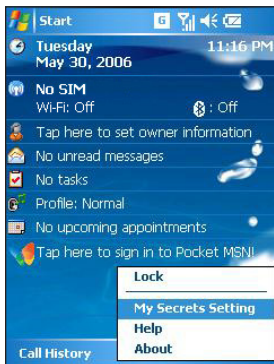 Start G
Tuesday 11:16 PM
May 30, 2006
No SIM
Wi-Fi: Off : Off
Tap here to set owner information
No unread messages
No tasks
Profile: Normal
No upcoming appointments
Tap here to sign in to Pocket MSN!
Lock
My Secrets Setting
Help
About
Call History